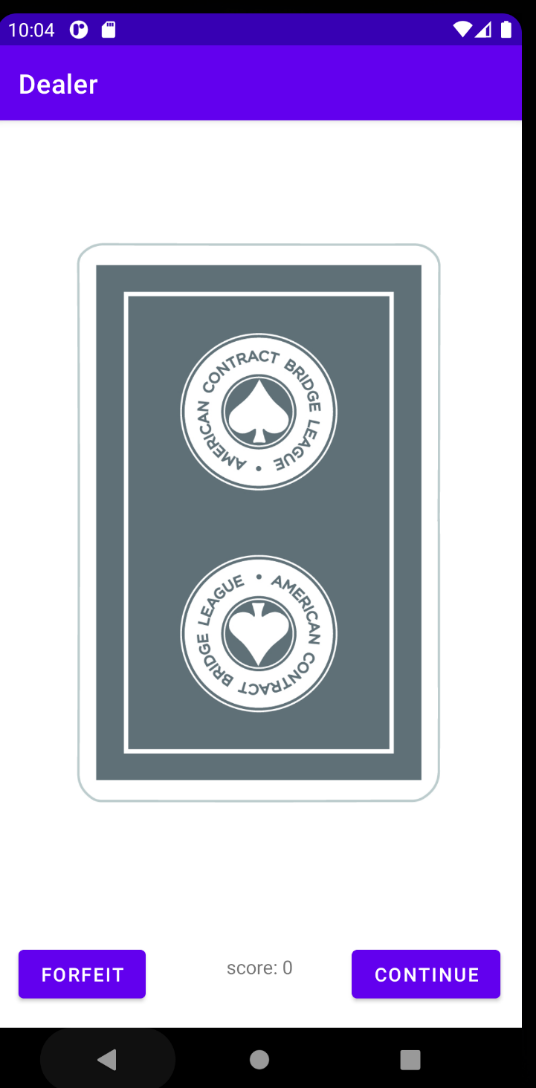 10:04
Dealer
AMERICAN CONTRACT BRIDGE LEAGUE •
AMERICAN CONTRACT BRIDGE LEAGUE •
FORFEIT
score: 0
CONTINUE